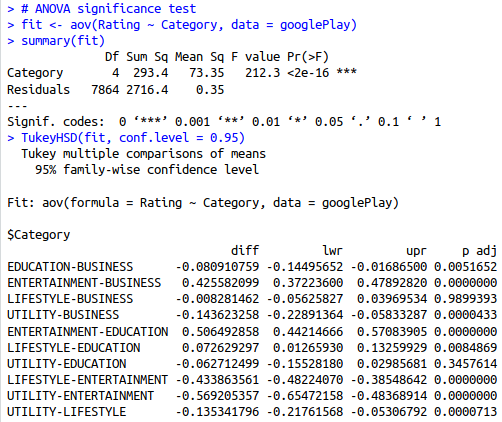 > # ANOVA significance test
> fit <- aov(Rating ~ Category, data = googlePlay)
> summary(fit)
              Df Sum Sq Mean Sq F value Pr(>F)
Category       4  293.4   73.35   212.3 <2e-16 ***
Residuals   7864 2716.4    0.35
---
Signif. codes:  0 ‘***’ 0.001 ‘**’ 0.01 ‘*’ 0.05 ‘.’ 0.1 ‘ ’ 1
> TukeyHSD(fit, conf.level = 0.95)
  Tukey multiple comparisons of means
    95% family-wise confidence level

Fit: aov(formula = Rating ~ Category, data = googlePlay)

$Category
                                diff         lwr         upr     p adj
EDUCATION-BUSINESS      -0.080910759 -0.14495652 -0.01686500 0.0051652
ENTERTAINMENT-BUSINESS   0.425582099  0.37223600  0.47892820 0.0000000
LIFESTYLE-BUSINESS      -0.008281462 -0.05625827  0.03969534 0.9899393
UTILITY-BUSINESS        -0.143623258 -0.22891364 -0.05833287 0.0000433
ENTERTAINMENT-EDUCATION  0.506492858  0.44214666  0.57083905 0.0000000
LIFESTYLE-EDUCATION      0.072629297  0.01265930  0.13259929 0.0084869
UTILITY-EDUCATION       -0.062712499 -0.15528180  0.02985681 0.3457614
LIFESTYLE-ENTERTAINMENT -0.433863561 -0.48224070 -0.38548642 0.0000000
UTILITY-ENTERTAINMENT   -0.569205357 -0.65472158 -0.48368914 0.0000000
UTILITY-LIFESTYLE       -0.135341796 -0.21761568 -0.05306792 0.0000713